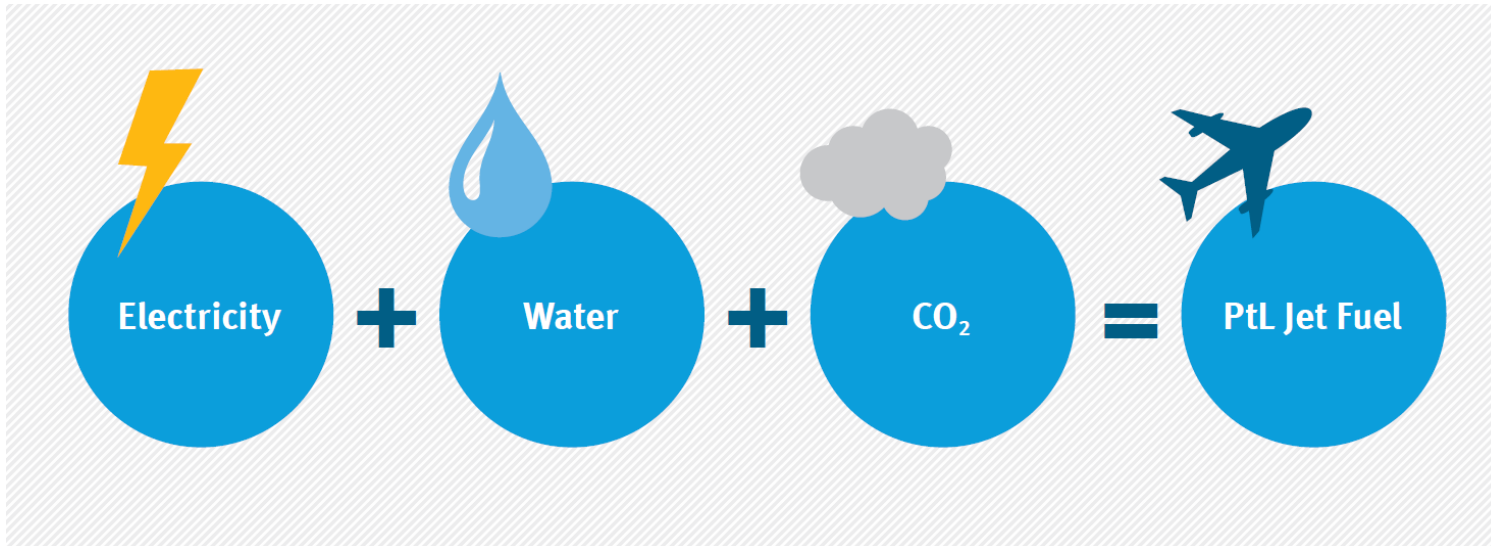 Electricity + Water + CO₂ = PtL Jet Fuel